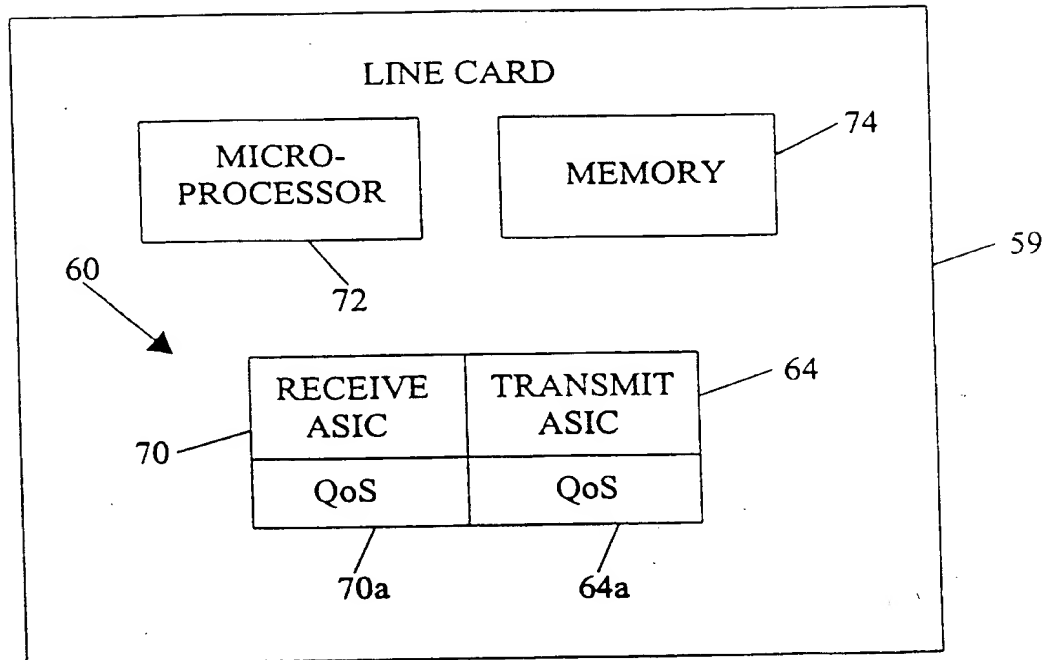 LINE CARD
MICRO-
PROCESSOR
MEMORY
74
59
60
72
RECEIVE
ASIC
TRANSMIT
ASIC
64
70
QoS
QoS
70a
64a